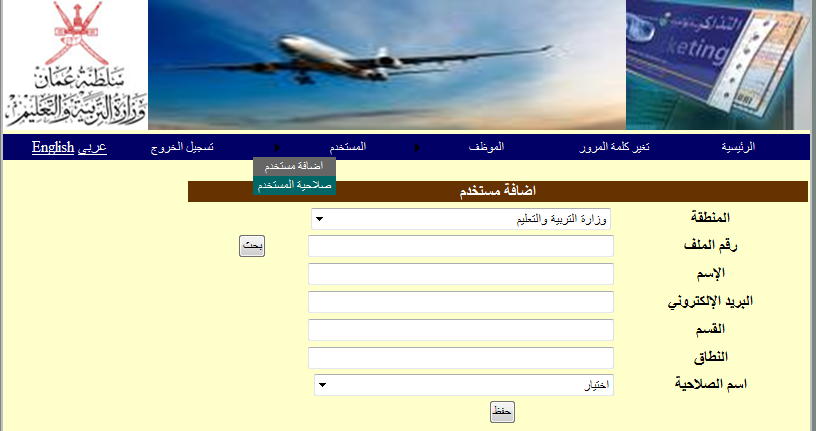 سلطنة عمان
وزارة التربية والتعليم
التذاكر
keting
الرئيسية
تغير كلمة المرور
الموظف
المستخدم
تسجيل الخروج
عربى English
اضافة مستخدم
صلاحية المستخدم
اضافة مستخدم
المنطقة
وزارة التربية والتعليم
رقم الملف
بحث
الإسم
البريد الإلكتروني
القسم
النطاق
اسم الصلاحية
اختيار
حفظ